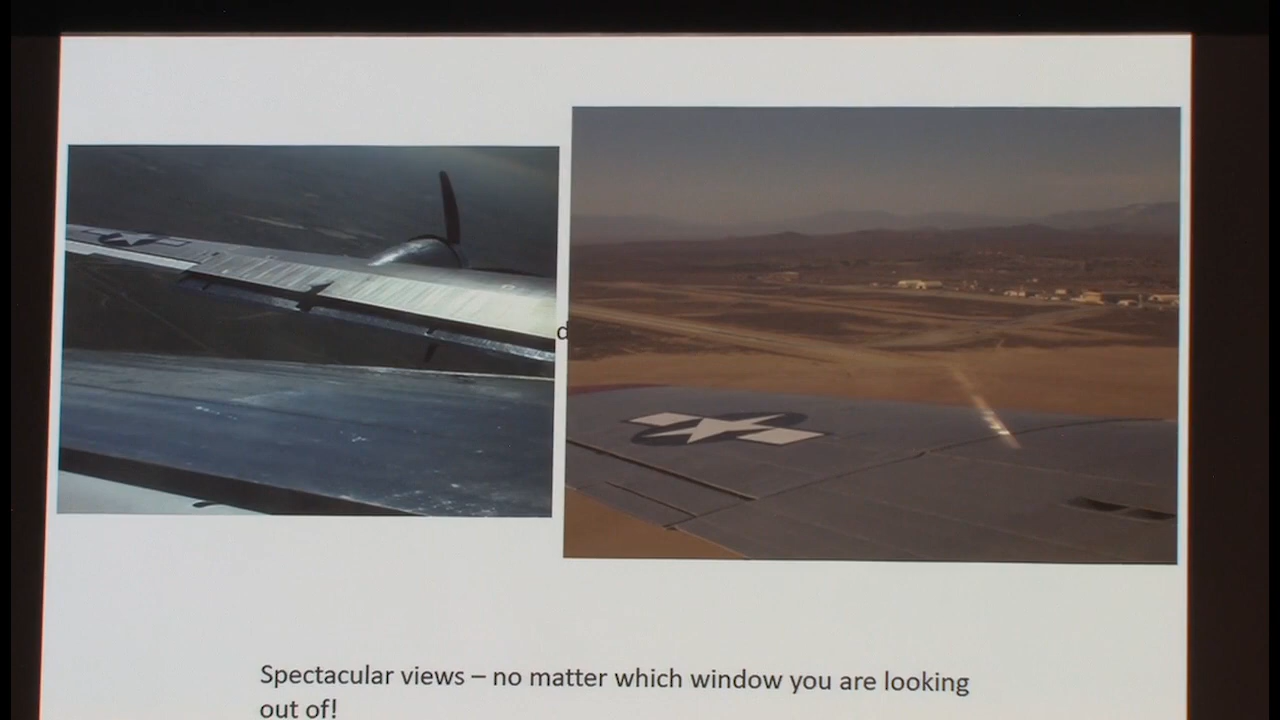 d
Spectacular views – no matter which window you are looking
out of!